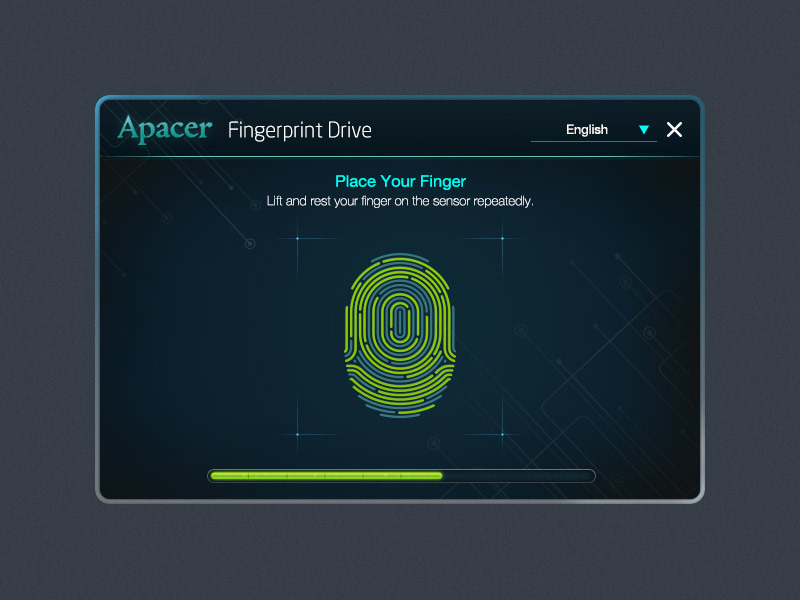 Apacer Fingerprint Drive English
Place Your Finger
Lift and rest your finger on the sensor repeatedly.